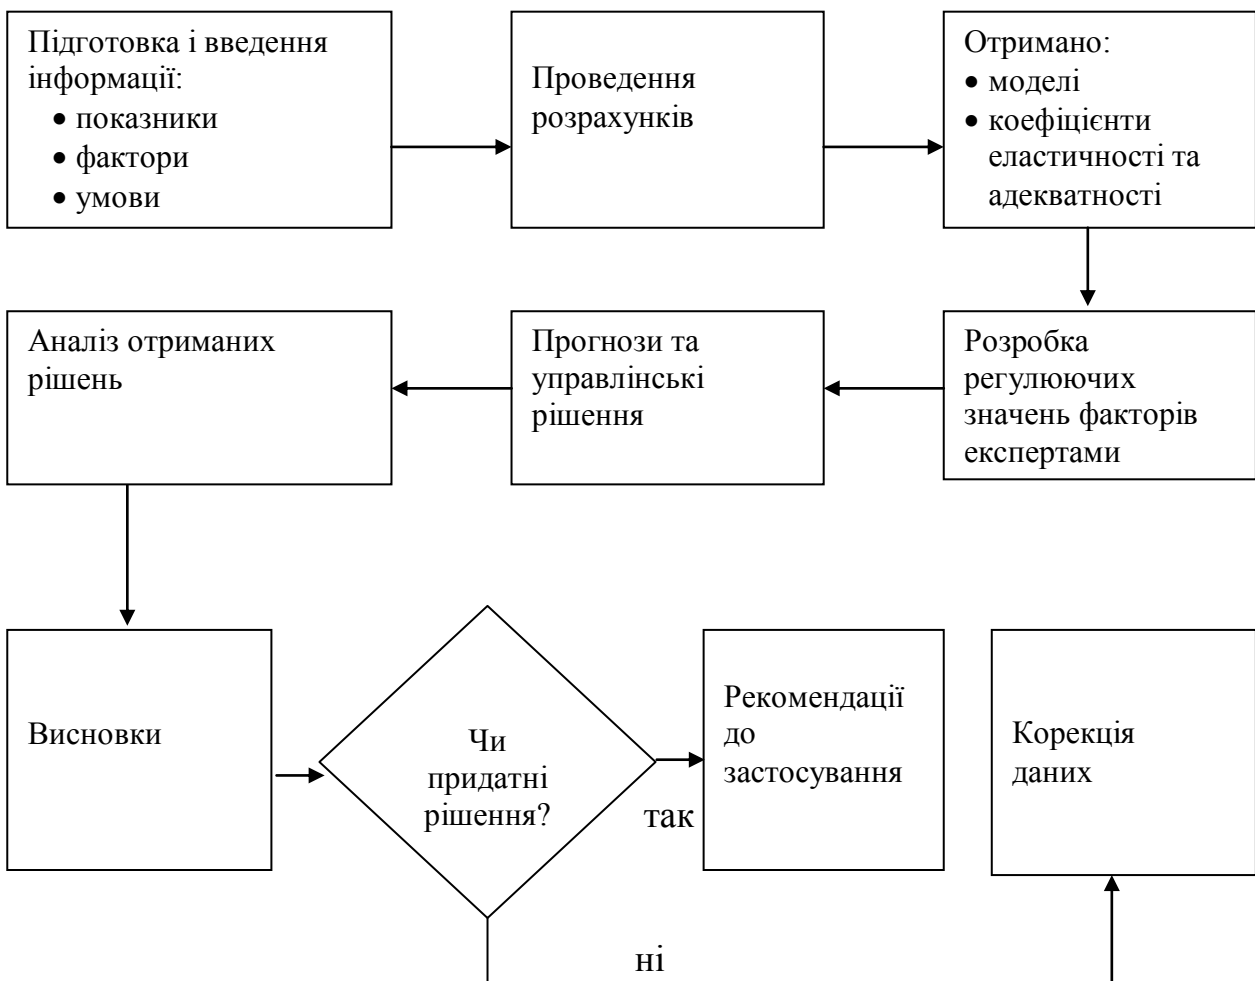 Підготовка і введення
інформації:
• показники
• фактори
• умови
Проведення
розрахунків
Отримано:
• моделі
• коефіцієнти
еластичності та
адекватності
Аналіз отриманих
рішень
Прогнози та
управлінські
рішення
Розробка
регулюючих
значень факторів
експертами
Висновки
Чи
придатні
рішення?
так
Рекомендації
до
застосування
Корекція
даних
ні